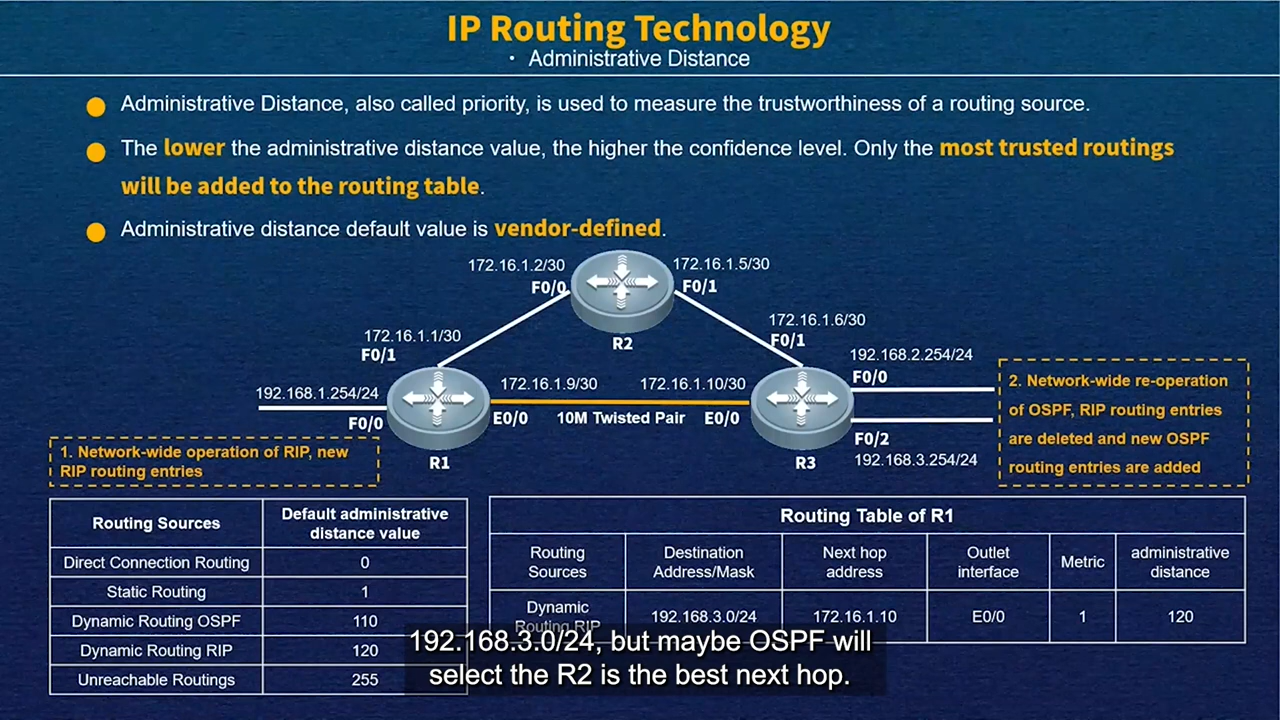 IP Routing Technology
· Administrative Distance
Administrative Distance, also called priority, is used to measure the trustworthiness of a routing source.
The lower the administrative distance value, the higher the confidence level. Only the most trusted routings
will be added to the routing table.
Administrative distance default value is vendor-defined.
172.16.1.2/30
F0/0
172.16.1.5/30
F0/1
R2
172.16.1.1/30
F0/1
172.16.1.6/30
F0/1
192.168.1.254/24
F0/0
172.16.1.9/30
E0/0
10M Twisted Pair
172.16.1.10/30
E0/0
192.168.2.254/24
F0/0
F0/2
192.168.3.254/24
R1
R3
1. Network-wide operation of RIP, new
RIP routing entries
2. Network-wide re-operation
of OSPF, RIP routing entries
are deleted and new OSPF
routing entries are added
Routing Sources
Default administrative
distance value
Direct Connection Routing 0
Static Routing 1
Dynamic Routing OSPF 110
Dynamic Routing RIP 120
Unreachable Routings 255
Routing Table of R1
Routing
Sources
Destination
Address/Mask
Next hop
address
Outlet
interface
Metric
administrative
distance
Dynamic
Routing RIP
192.168.3.0/24
172.16.1.10
E0/0
1
120
192.168.3.0/24, but maybe OSPF will
select the R2 is the best next hop.